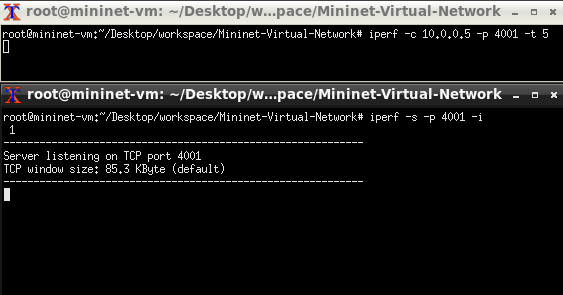 root@mininet-vm: ~/Desktop/w...pace/Mininet-Virtual-Network
root@mininet-vm:~/Desktop/workspace/Mininet-Virtual-Network# iperf -c 10.0.0.5 -p 4001 -t 5
root@mininet-vm: ~/Desktop/w...pace/Mininet-Virtual-Network
root@mininet-vm:~/Desktop/workspace/Mininet-Virtual-Network# iperf -s -p 4001 -i
1
------------------------------------------------------------
Server listening on TCP port 4001
TCP window size: 85.3 KByte (default)
------------------------------------------------------------